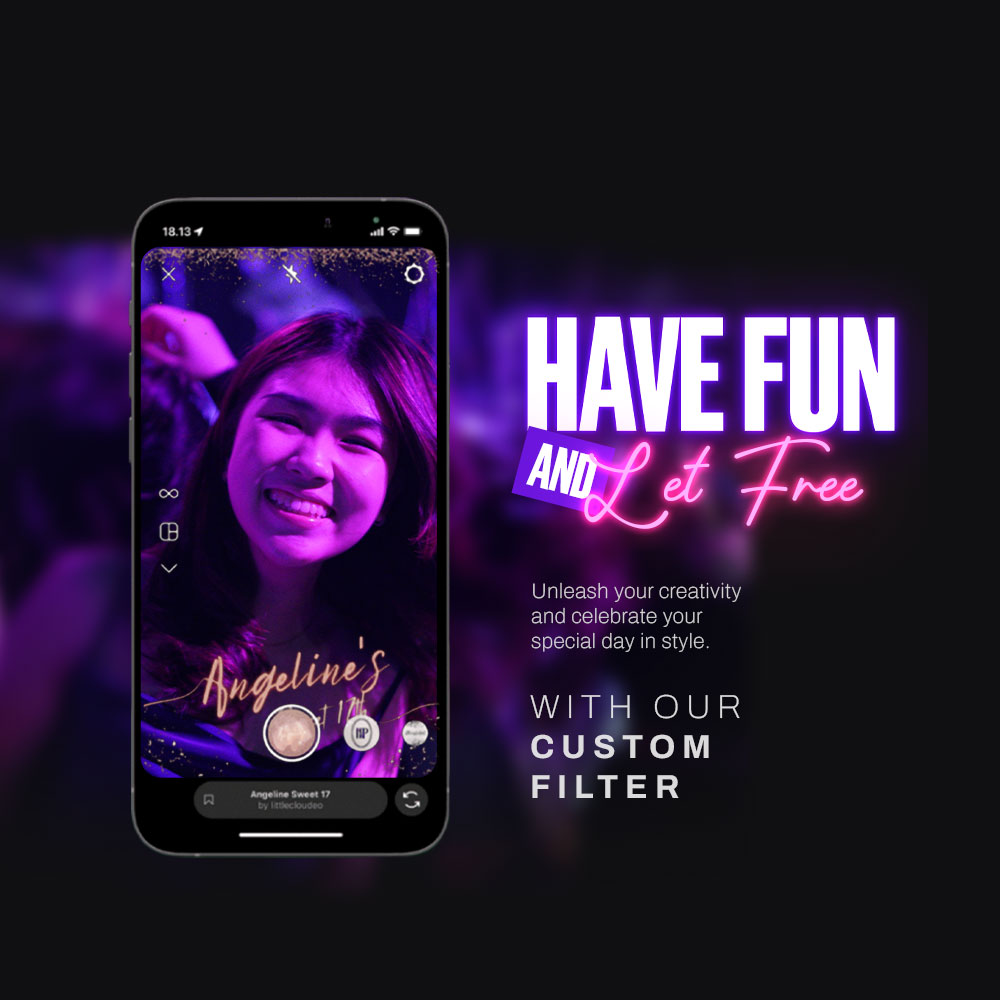 18.13
Angeline's
17th
Angeline Sweet 17
by littlecloudeo
HAVE FUN
AND Let Free
Unleash your creativity
and celebrate your
special day in style.
WITH OUR
CUSTOM
FILTER